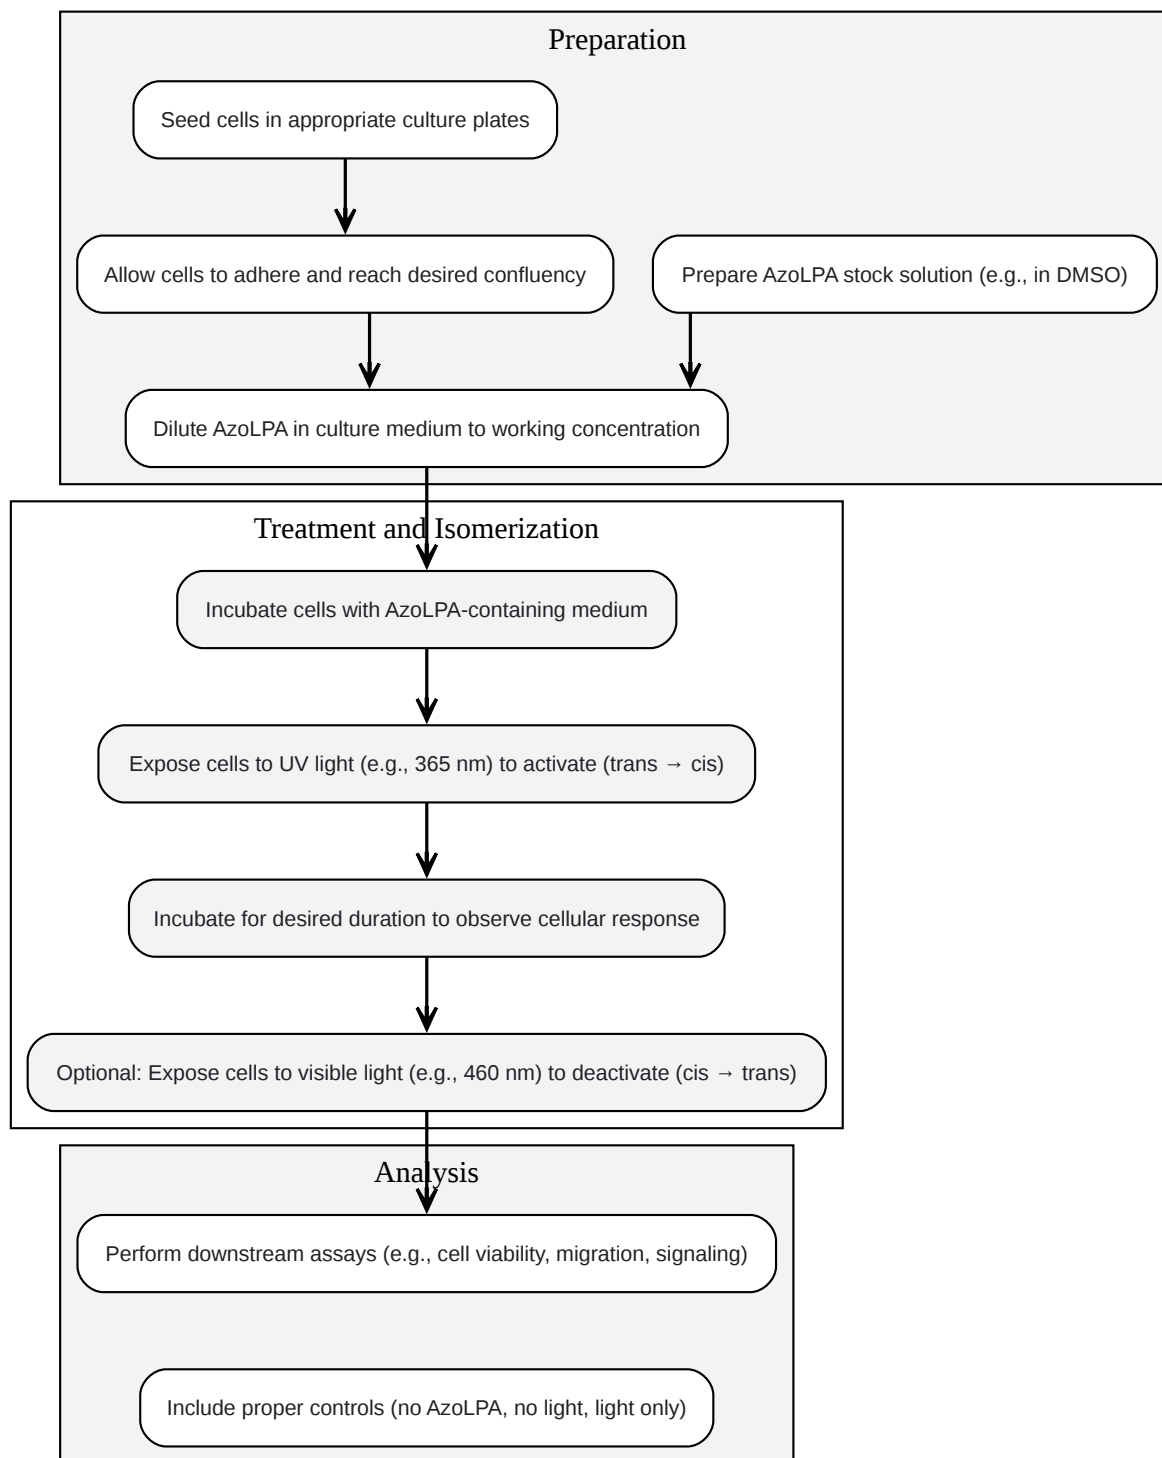 Preparation
Seed cells in appropriate culture plates
Allow cells to adhere and reach desired confluency
Prepare AzoLPA stock solution (e.g., in DMSO)
Dilute AzoLPA in culture medium to working concentration
Treatment and Isomerization
Incubate cells with AzoLPA-containing medium
Expose cells to UV light (e.g., 365 nm) to activate (trans → cis)
Incubate for desired duration to observe cellular response
Optional: Expose cells to visible light (e.g., 460 nm) to deactivate (cis → trans)
Analysis
Perform downstream assays (e.g., cell viability, migration, signaling)
Include proper controls (no AzoLPA, no light, light only)